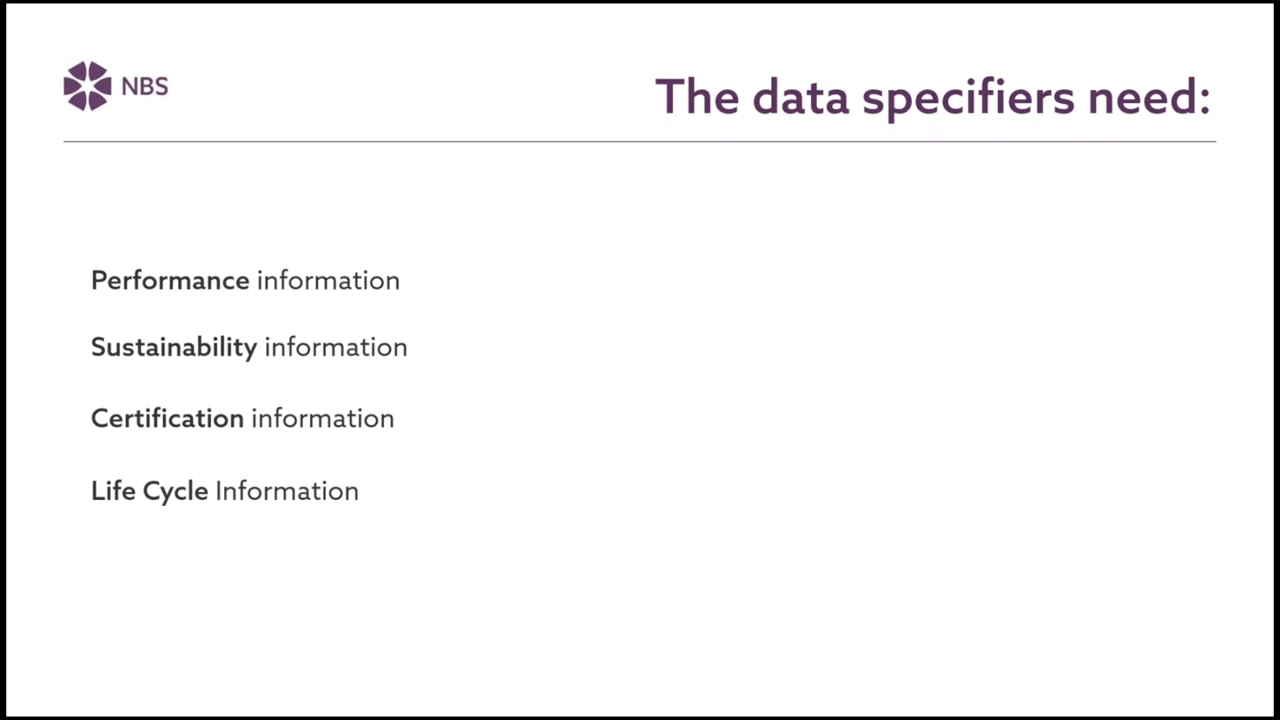 NBS
The data specifiers need:
Performance information
Sustainability information
Certification information
Life Cycle Information